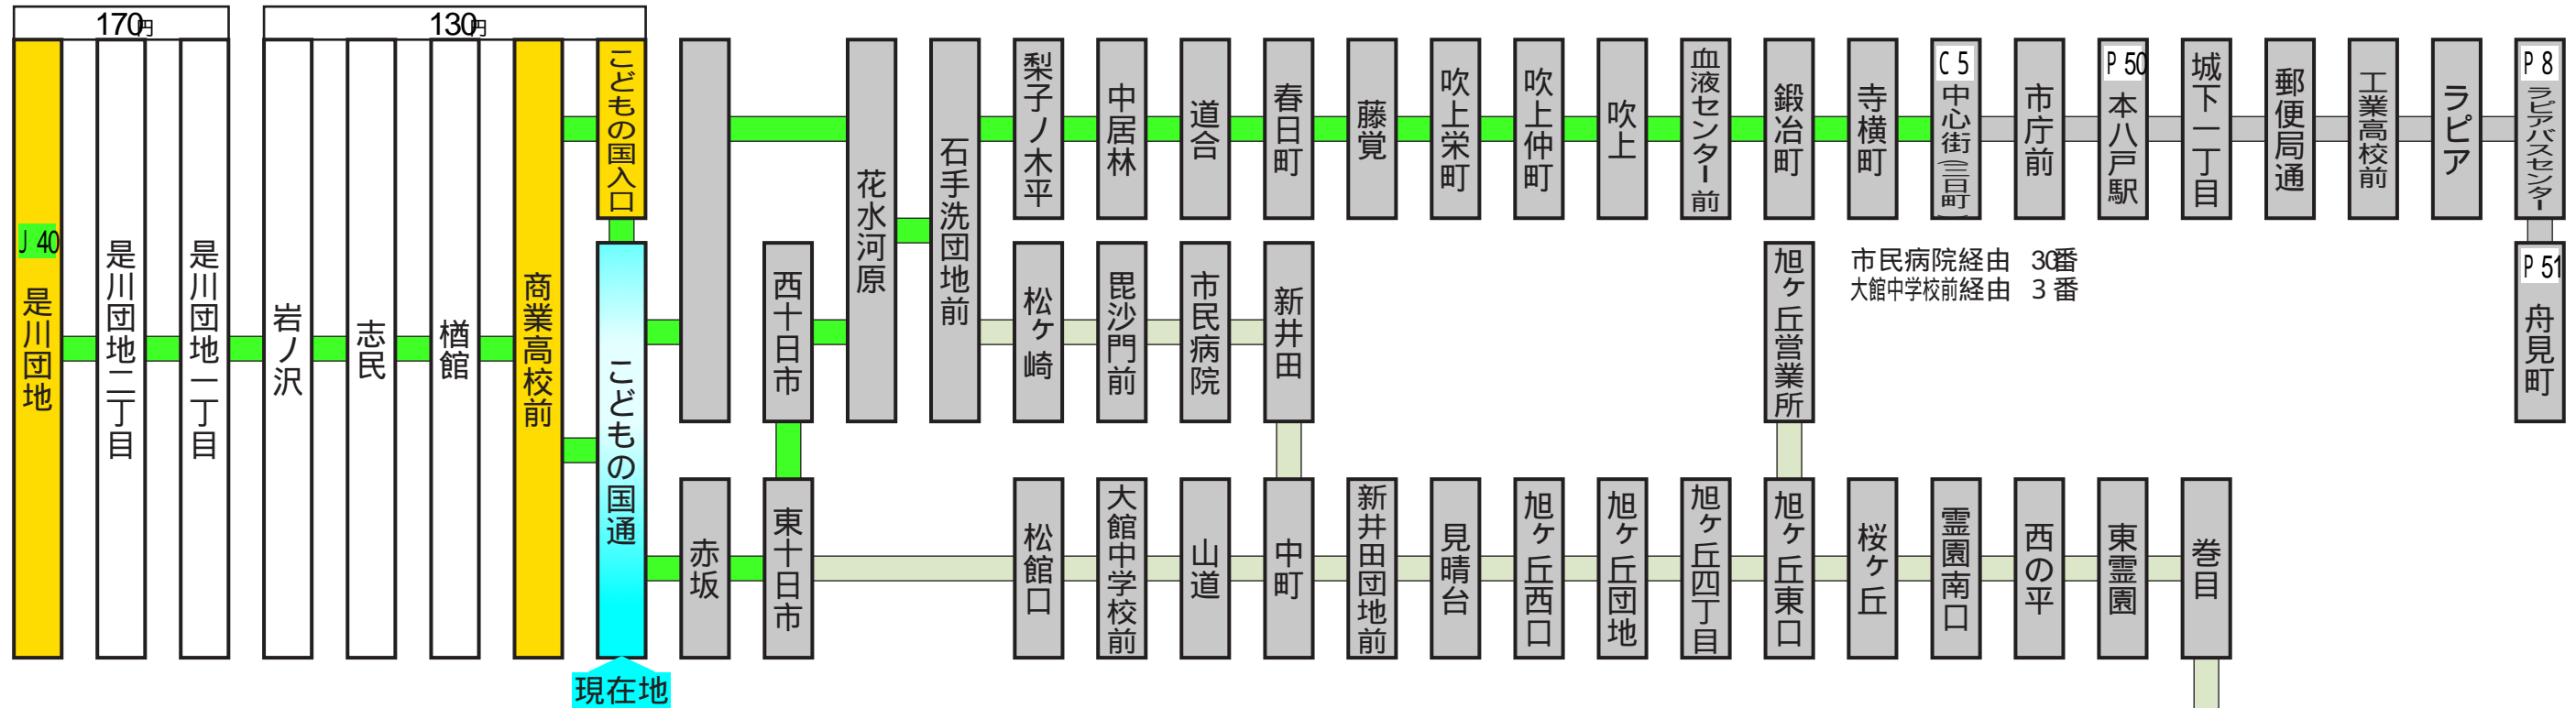 170円
130円
J 40 是川団地
是川団地二丁目
是川団地一丁目
岩ノ沢
志民
楢館
商業高校前
こどもの国入口
こどもの国通
現在地
赤坂
西十日市
東十日市
花水河原
石手洗団地前
梨子ノ木平
中居林
道合
春日町
藤覚
吹上栄町
吹上仲町
吹上
血液センター前
鍛冶町
寺横町
C 5 中心街(三日町)
市庁前
P 50 本八戸駅
城下一丁目
郵便局通
工業高校前
ラピア
P 8 ラピアバスセンター
P 51 舟見町
松ケ崎
毘沙門前
市民病院
新井田
旭ヶ丘営業所
市民病院経由 30番
大館中学校前経由 3 番
松館口
大館中学校前
山道
中町
新井田団地前
見晴台
旭ヶ丘西口
旭ヶ丘団地
旭ヶ丘四丁目
旭ヶ丘東口
桜ヶ丘
霊園南口
西の平
東霊園
巻目